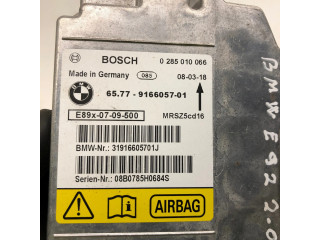 BOSCH 0 285 010 066
Made in Germany 083 08-03-18
65.77 - 9166057-01
E89x-07-09-500 MRSZ5cd16
BMW-Nr.: 31916605701J
Serien-Nr.: 08B0785H0684S
AIRBAG
BMW E92 2.0